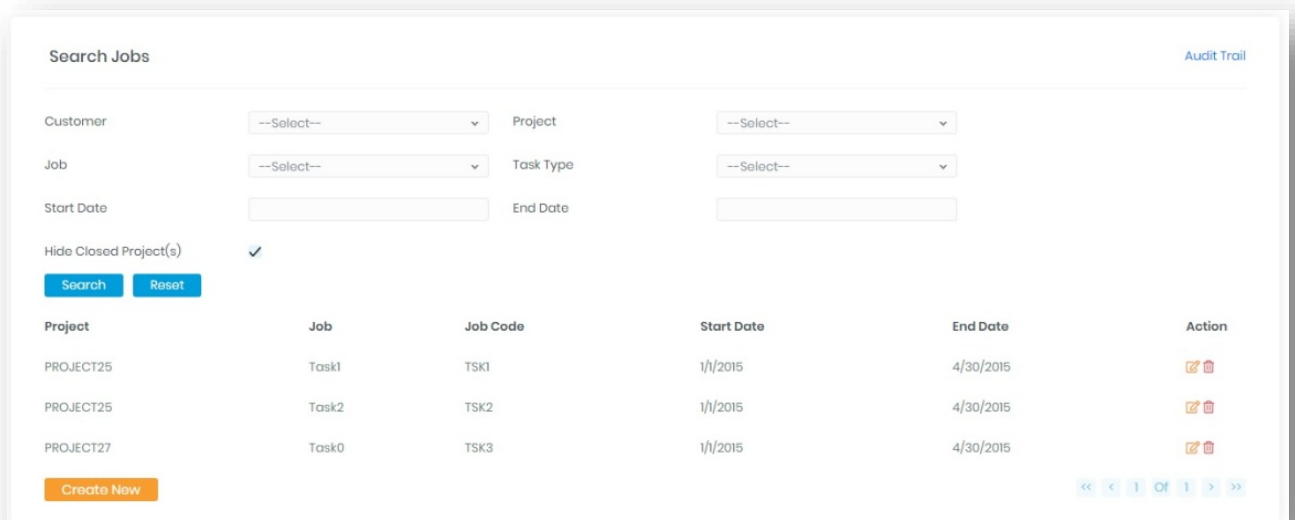 Search Jobs Audit Trail
Customer --Select-- Project --Select--
Job --Select-- Task Type --Select--
Start Date End Date
Hide Closed Project(s)
Search Reset
Project Job Job Code Start Date End Date Action
PROJECT25 Task1 TSK1 1/1/2015 4/30/2015
PROJECT25 Task2 TSK2 1/1/2015 4/30/2015
PROJECT27 Task0 TSK3 1/1/2015 4/30/2015
Create New << < 1 Of 1 > >>